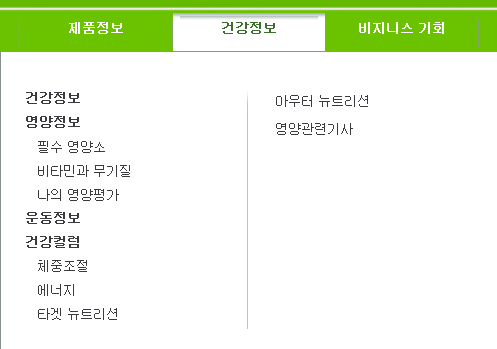 제품정보 건강정보 비지니스 기회
건강정보
영양정보
필수 영양소
비타민과 무기질
나의 영양평가
운동정보
건강컬럼
체중조절
에너지
타겟 뉴트리션
아우터 뉴트리션
영양관련기사